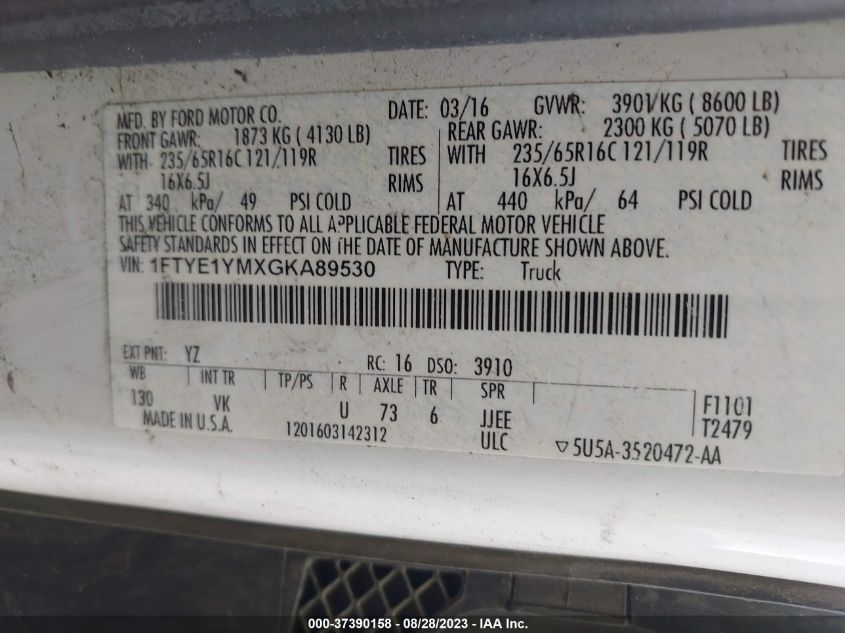 MFD. BY FORD MOTOR CO. DATE: 03/16 GVWR: 3901 KG ( 8600 LB)
FRONT GAWR: 1873 KG ( 4130 LB) REAR GAWR: 2300 KG ( 5070 LB)
WITH 235/65R16C 121/119R TIRES WITH 235/65R16C 121/119R TIRES
16X6.5J RIMS 16X6.5J RIMS
AT 340 kPa/ 49 PSI COLD AT 440 kPa/ 64 PSI COLD
THIS VEHICLE CONFORMS TO ALL APPLICABLE FEDERAL MOTOR VEHICLE
SAFETY STANDARDS IN EFFECT ON THE DATE OF MANUFACTURE SHOWN ABOVE.
VIN: 1FTYE1YMXGKA89530 TYPE: Truck
EXT PNT: YZ RC: 16 DSO: 3910
WB INT TR TP/PS R AXLE TR SPR
130 VK U 73 6 JJEE F1101
MADE IN U.S.A. 1201603142312 ULC T2479
▽5U5A-3520472-AA
000-37390158 - 08/28/2023 - IAA Inc.